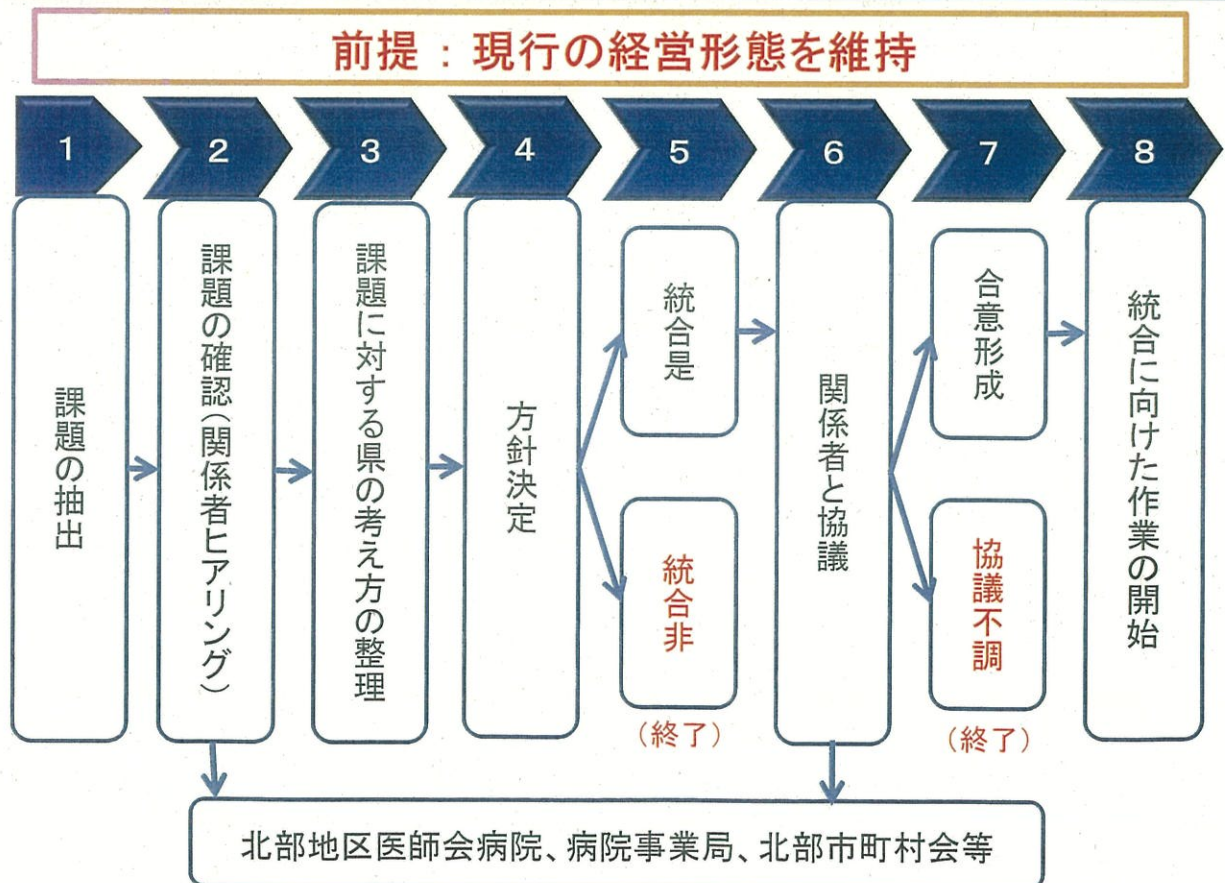 前提：現行の経営形態を維持
1
2
3
4
5
6
7
8
課題の抽出
課題の確認（関係者ヒアリング）
課題に対する県の考え方の整理
方針決定
統合是
統合非
（終了）
関係者と協議
合意形成
協議不調
（終了）
統合に向けた作業の開始
北部地区医師会病院、病院事業局、北部市町村会等